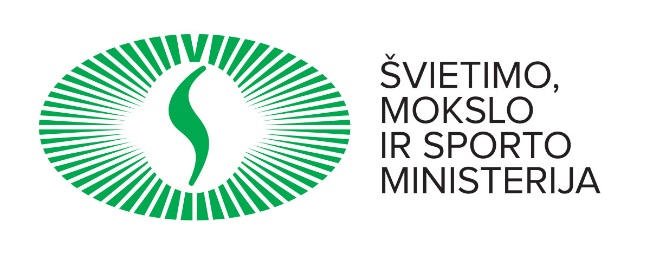 ŠVIETIMO,
MOKSLO
IR SPORTO
MINISTERIJA